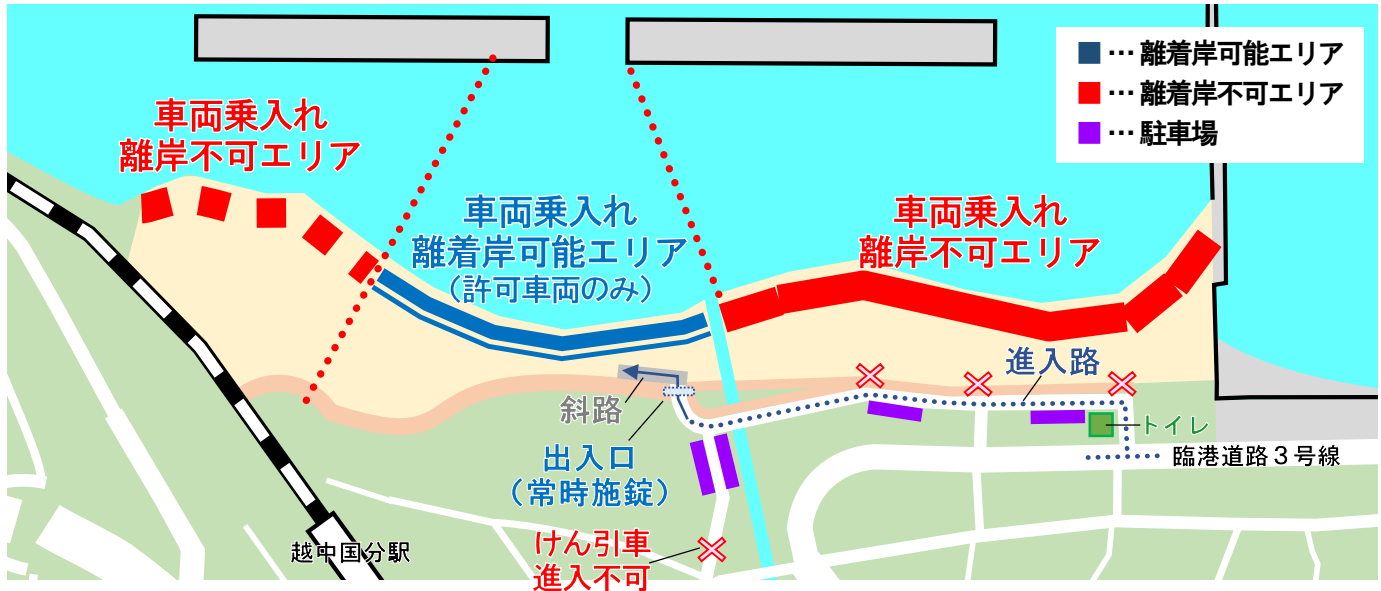 ■…離着岸可能エリア
■…離着岸不可エリア
■…駐車場
車両乗入れ
離岸不可エリア
車両乗入れ
離着岸可能エリア
（許可車両のみ）
車両乗入れ
離岸不可エリア
進入路
斜路
トイレ
出入口
（常時施錠）
臨港道路３号線
けん引車
進入不可
越中国分駅